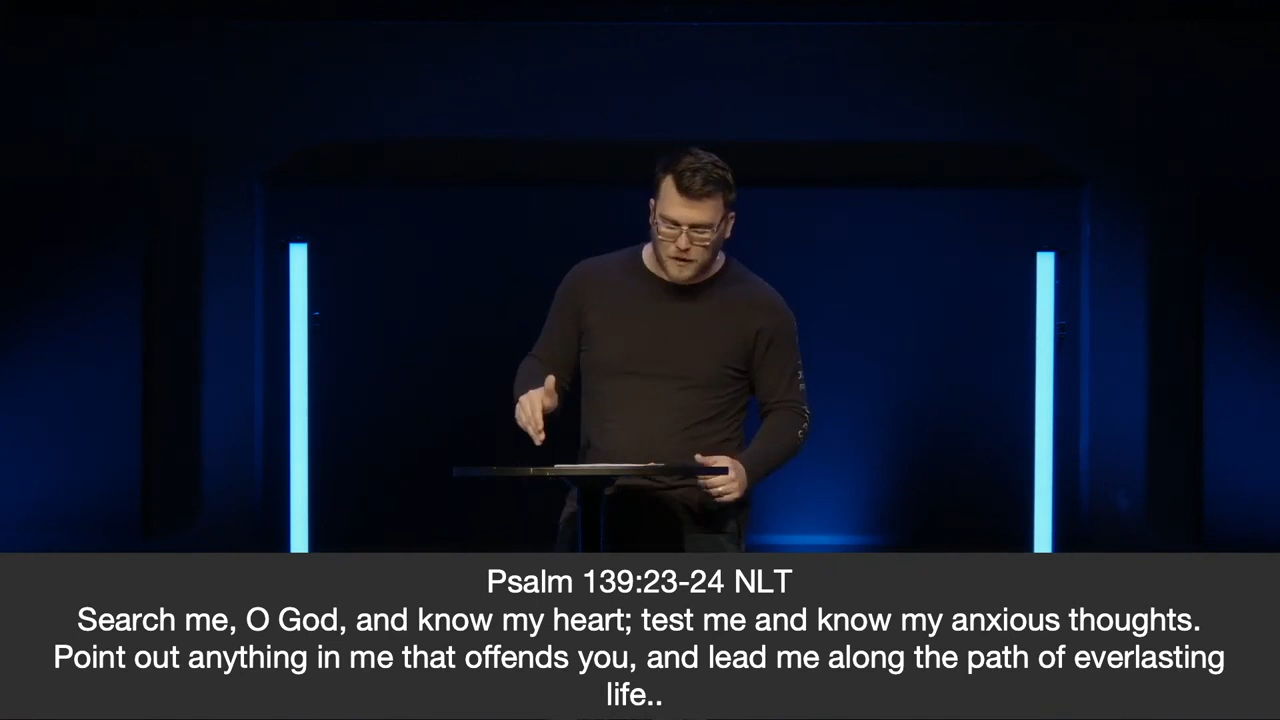 Psalm 139:23-24 NLT
Search me, O God, and know my heart; test me and know my anxious thoughts.
Point out anything in me that offends you, and lead me along the path of everlasting
life..